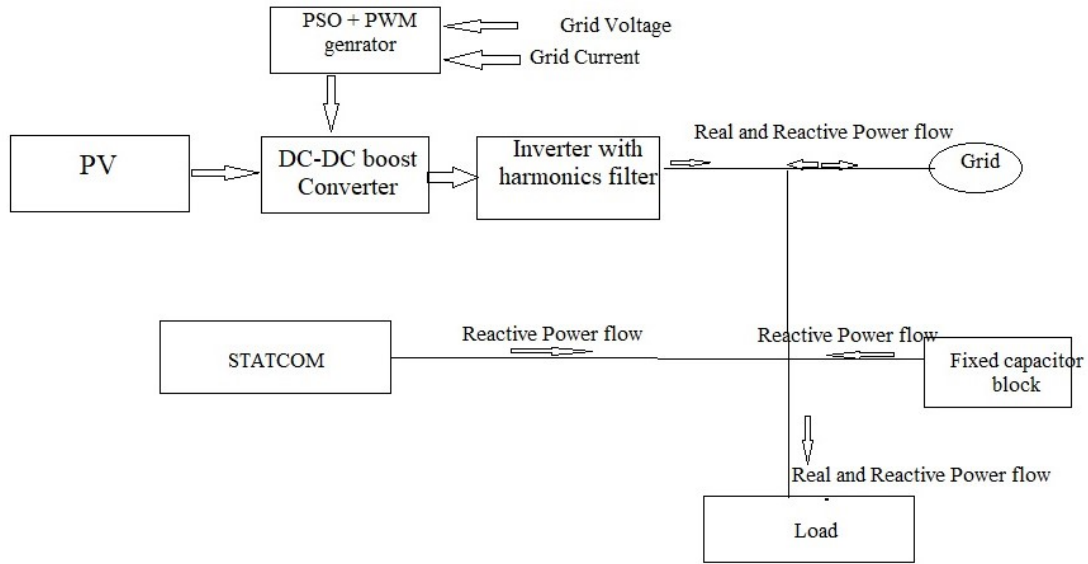 PSO + PWM
genrator
Grid Voltage
Grid Current
PV
DC-DC boost
Converter
Inverter with
harmonics filter
Real and Reactive Power flow
Grid
STATCOM
Reactive Power flow
Reactive Power flow
Fixed capacitor
block
Real and Reactive Power flow
Load